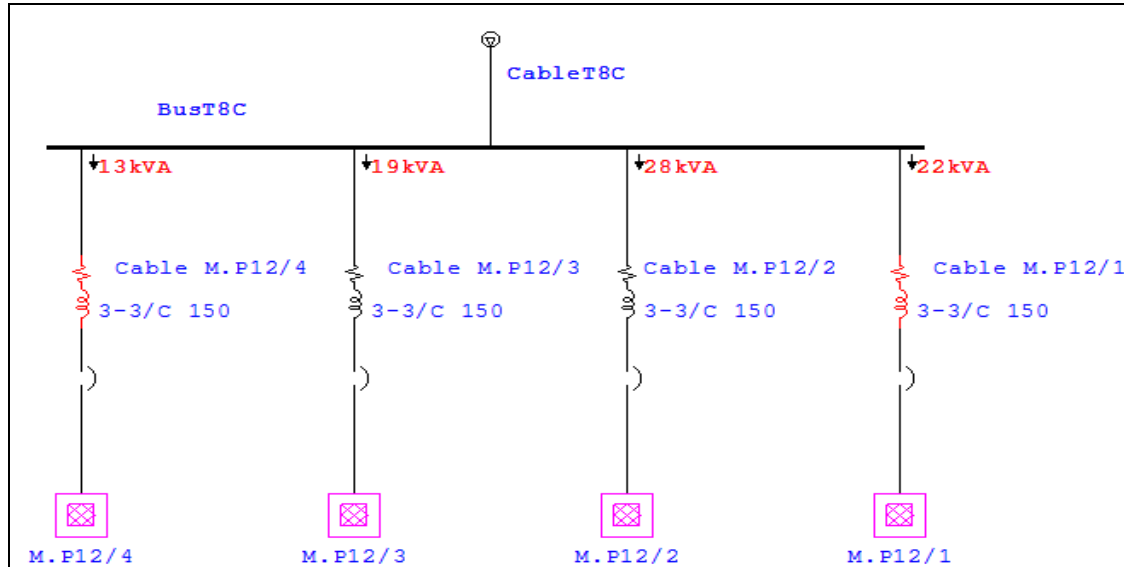 CableT8C
BusT8C
13kVA
19kVA
28kVA
22kVA
Cable M.P12/4
Cable M.P12/3
Cable M.P12/2
Cable M.P12/1
3-3/C 150
3-3/C 150
3-3/C 150
3-3/C 150
M.P12/4
M.P12/3
M.P12/2
M.P12/1